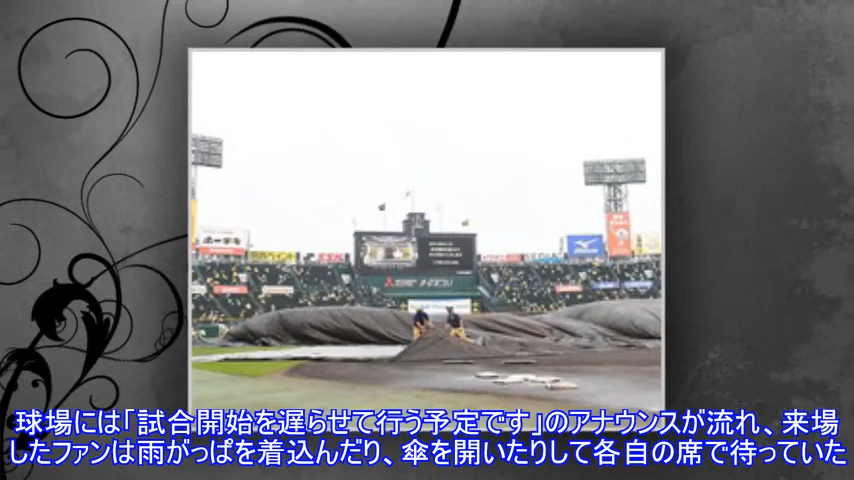 球場には「試合開始を遅らせて行う予定です」のアナウンスが流れ、来場
したファンは雨がっぱを着込んだり、傘を開いたりして各自の席で待っていた